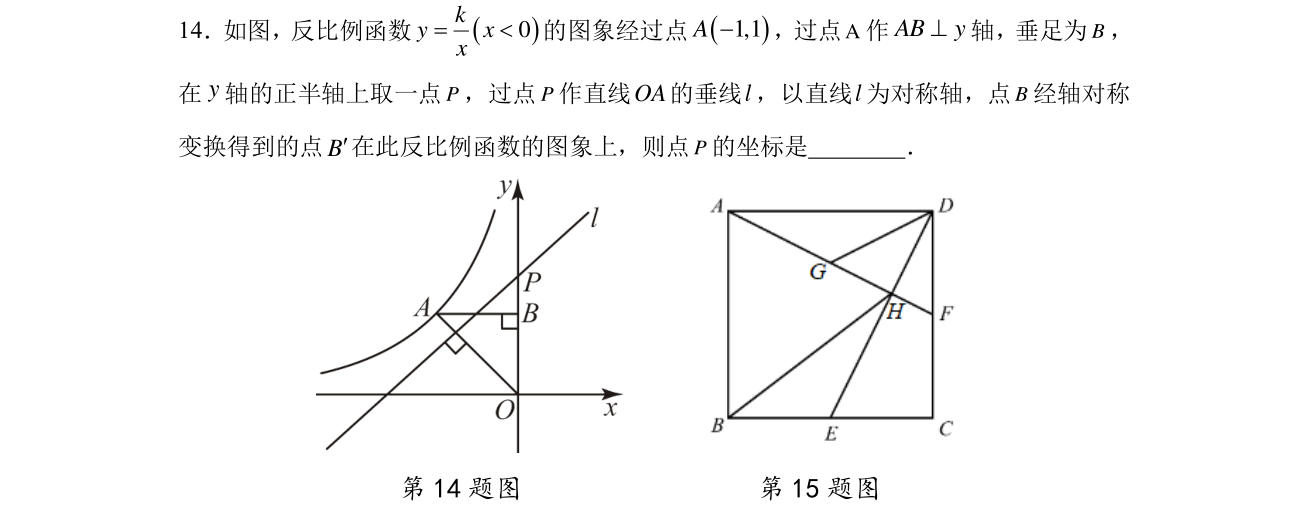 14．如图，反比例函数 y = k/x (x < 0) 的图象经过点 A(−1,1)，过点 A 作 AB ⊥ y 轴，垂足为 B，
在 y 轴的正半轴上取一点 P，过点 P 作直线 OA 的垂线 l，以直线 l 为对称轴，点 B 经轴对称
变换得到的点 B′ 在此反比例函数的图象上，则点 P 的坐标是________．
y
l
P
A
B
O
x
A
D
G
H
F
B
E
C
第 14 题图
第 15 题图